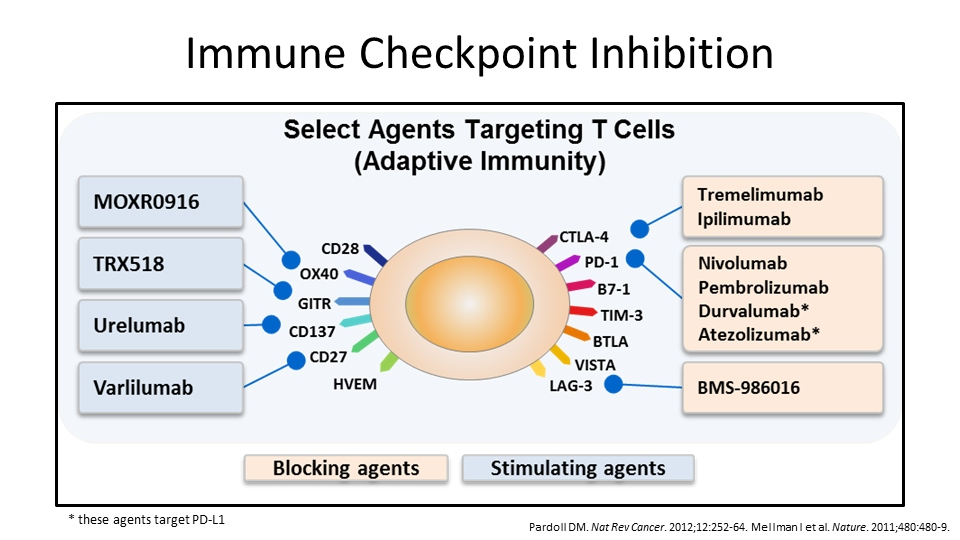 Immune Checkpoint Inhibition
Select Agents Targeting T Cells
(Adaptive Immunity)
MOXR0916
TRX518
Urelumab
Varlilumab
CD28
OX40
GITR
CD137
CD27
HVEM
CTLA-4
PD-1
B7-1
TIM-3
BTLA
VISTA
LAG-3
Tremelimumab
Ipilimumab
Nivolumab
Pembrolizumab
Durvalumab*
Atezolizumab*
BMS-986016
Blocking agents
Stimulating agents
* these agents target PD-L1
Pardoll DM. Nat Rev Cancer. 2012;12:252-64. Mellman I et al. Nature. 2011;480:480-9.